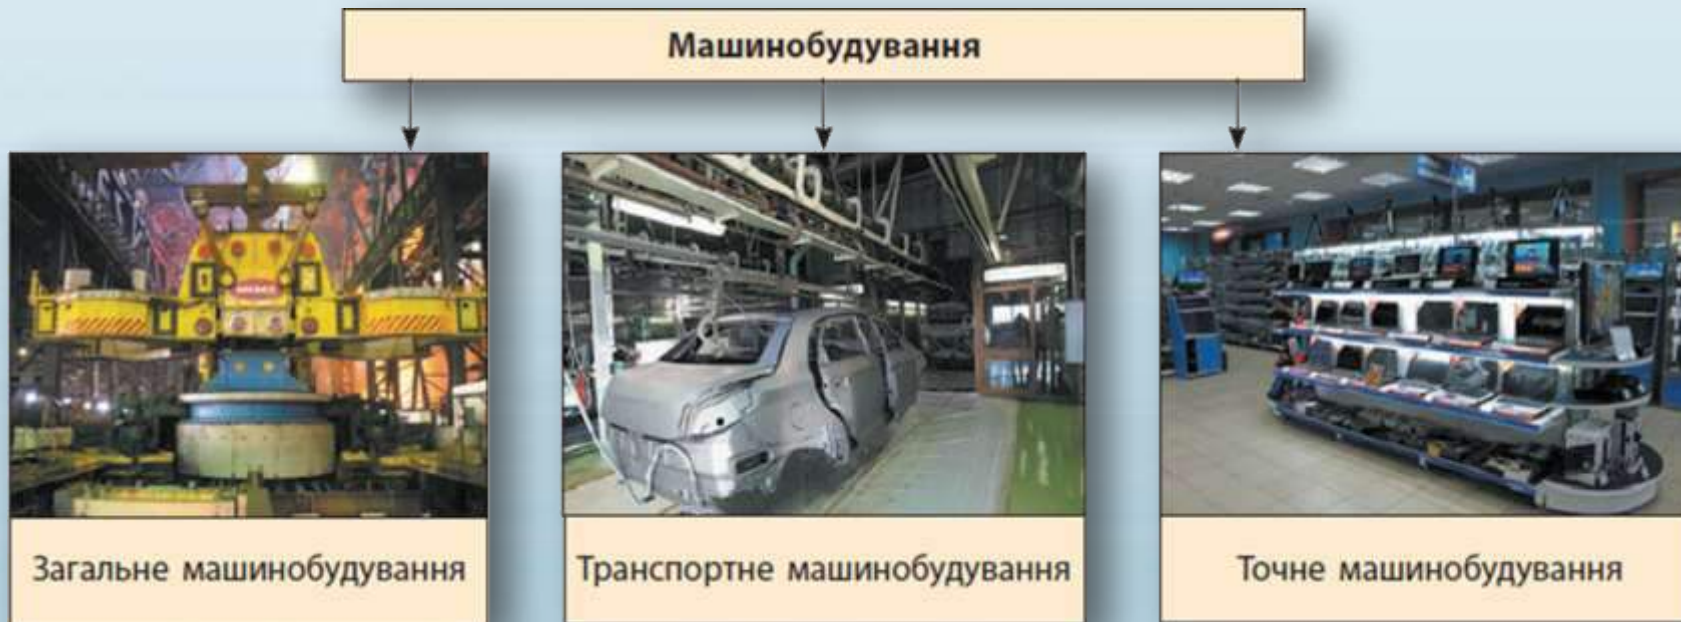 Машинобудування
Загальне машинобудування
Транспортне машинобудування
Точне машинобудування